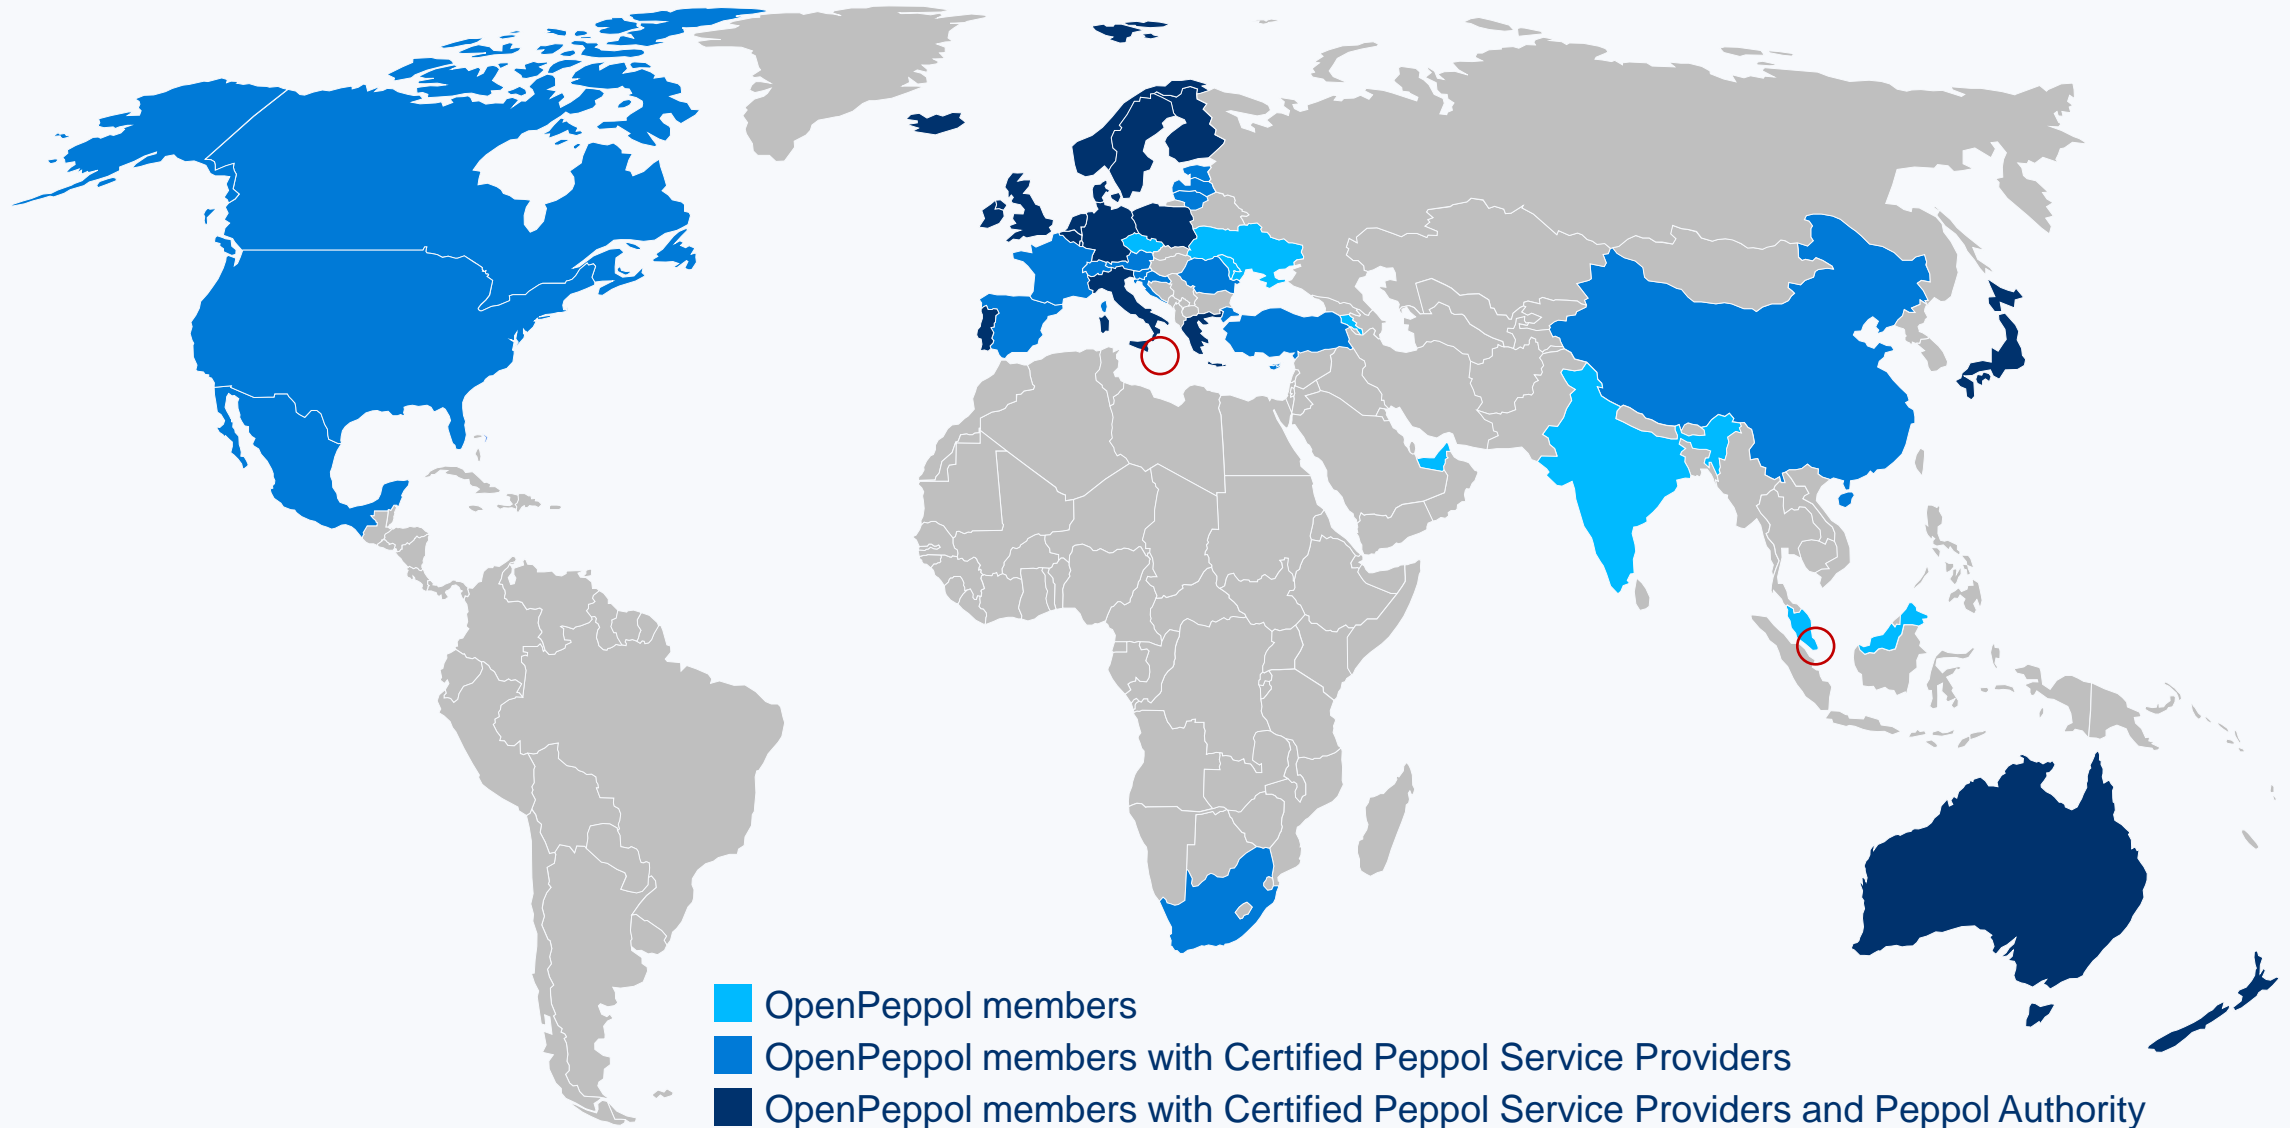 OpenPeppol members
OpenPeppol members with Certified Peppol Service Providers
OpenPeppol members with Certified Peppol Service Providers and Peppol Authority